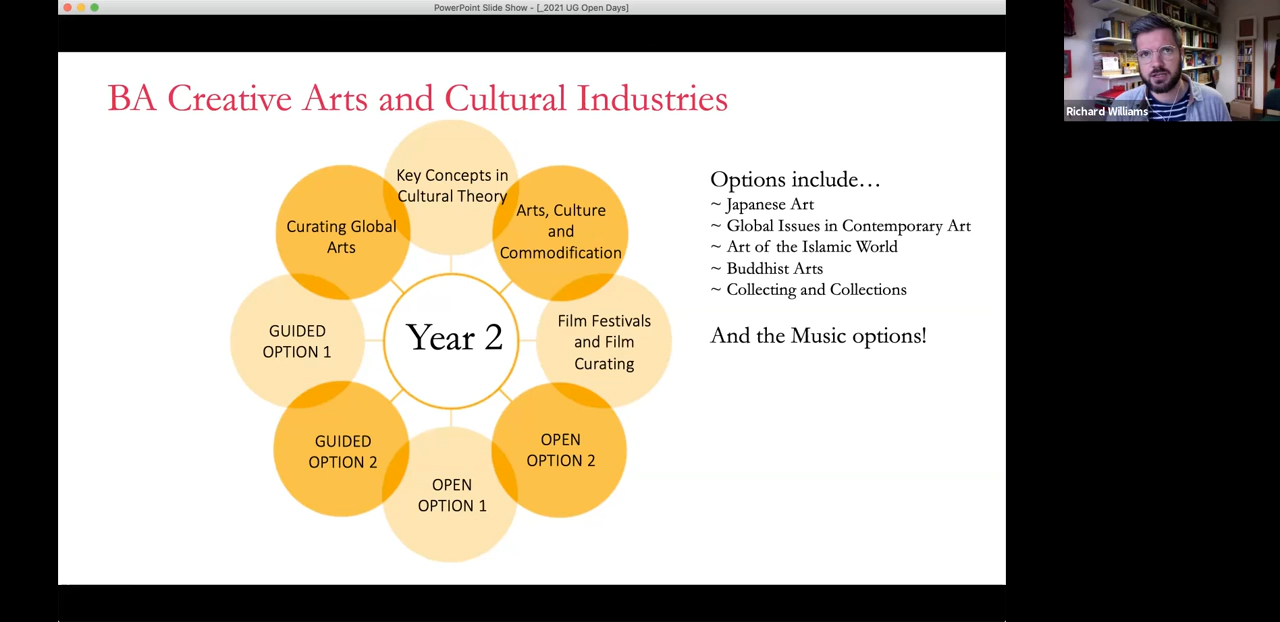 PowerPoint Slide Show - [_2021 UG Open Days]
Richard Williams
BA Creative Arts and Cultural Industries
Key Concepts in
Cultural Theory
Arts, Culture
and
Commodification
Film Festivals
and Film
Curating
OPEN
OPTION 2
OPEN
OPTION 1
GUIDED
OPTION 2
GUIDED
OPTION 1
Curating Global
Arts
Year 2
Options include…
~ Japanese Art
~ Global Issues in Contemporary Art
~ Art of the Islamic World
~ Buddhist Arts
~ Collecting and Collections
And the Music options!